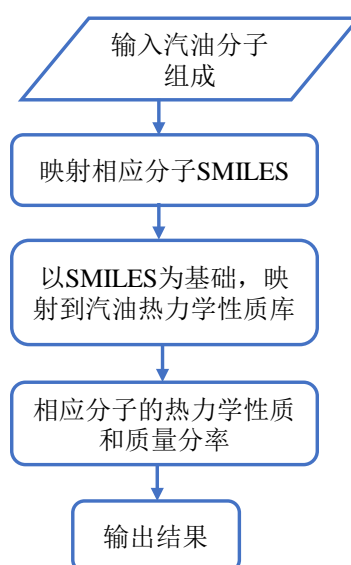 输入汽油分子
组成
映射相应分子SMILES
以SMILES为基础，映
射到汽油热力学性质库
相应分子的热力学性质
和质量分率
输出结果